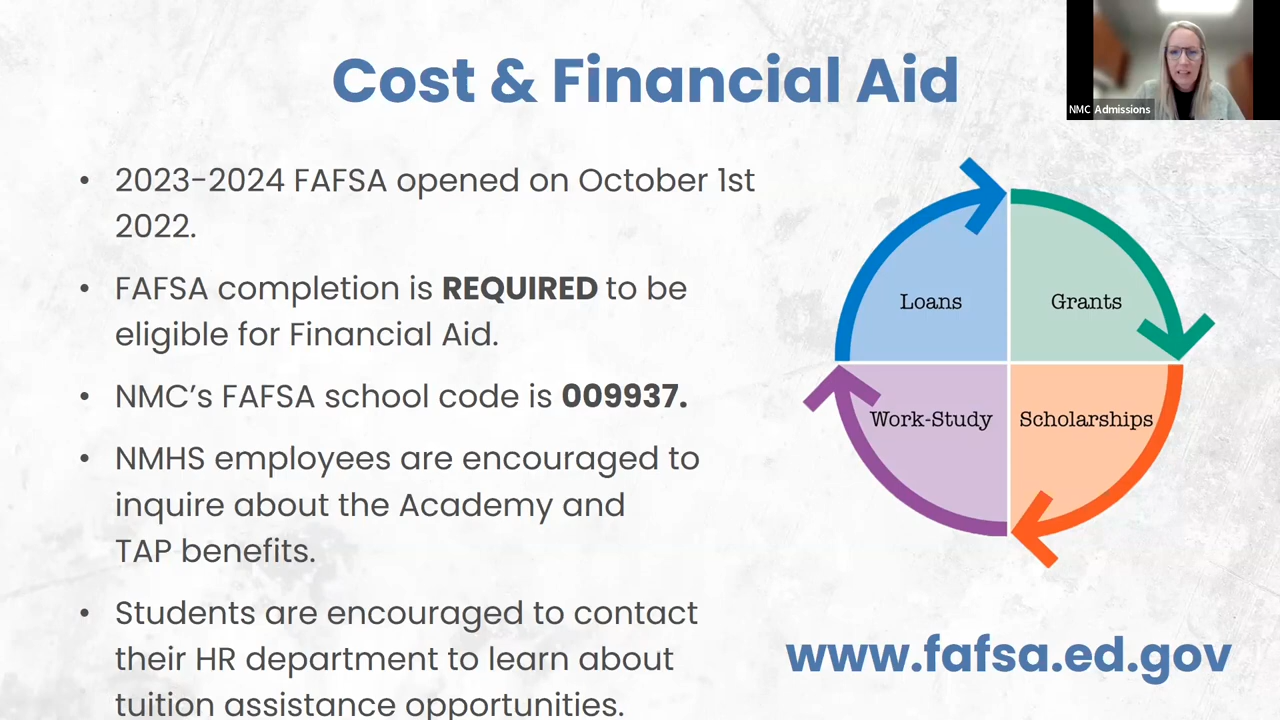 Cost & Financial Aid
NMC Admissions
• 2023-2024 FAFSA opened on October 1st
2022.
• FAFSA completion is REQUIRED to be
eligible for Financial Aid.
• NMC’s FAFSA school code is 009937.
• NMHS employees are encouraged to
inquire about the Academy and
TAP benefits.
• Students are encouraged to contact
their HR department to learn about
tuition assistance opportunities.
Loans
Grants
Work-Study
Scholarships
www.fafsa.ed.gov